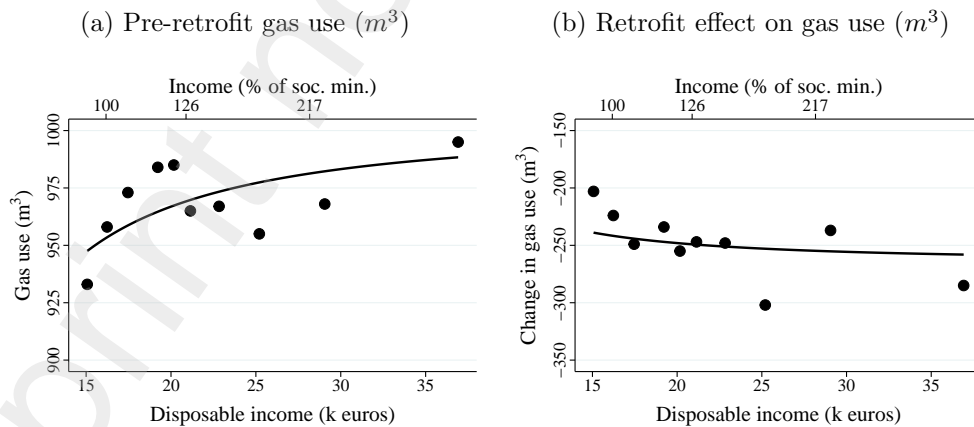 (a) Pre-retrofit gas use (m³)
(b) Retrofit effect on gas use (m³)
Income (% of soc. min.)
100 126 217
Gas use (m³)
1000
975
950
925
900
15 20 25 30 35
Disposable income (k euros)
Income (% of soc. min.)
100 126 217
Change in gas use (m³)
−150
−200
−250
−300
−350
15 20 25 30 35
Disposable income (k euros)
print